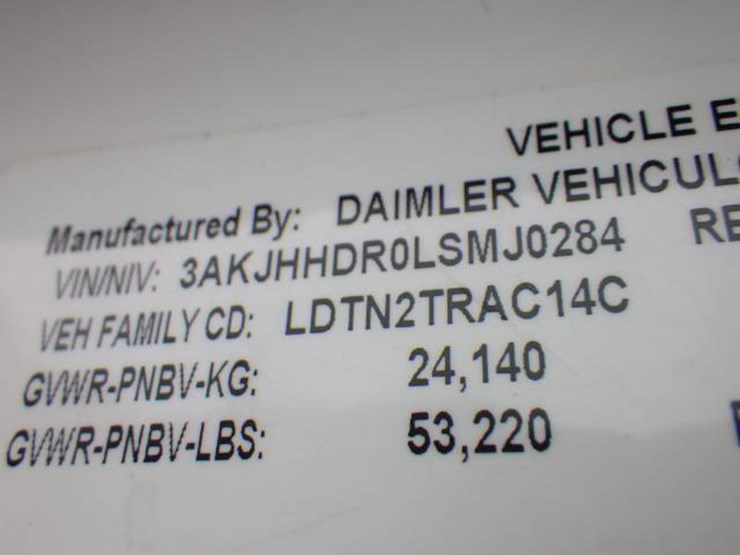 VEHICLE E
Manufactured By: DAIMLER VEHICUL
VIN/NIV: 3AKJHHDR0LSMJ0284 RE
VEH FAMILY CD: LDTN2TRAC14C
GVWR-PNBV-KG: 24,140
GVWR-PNBV-LBS: 53,220